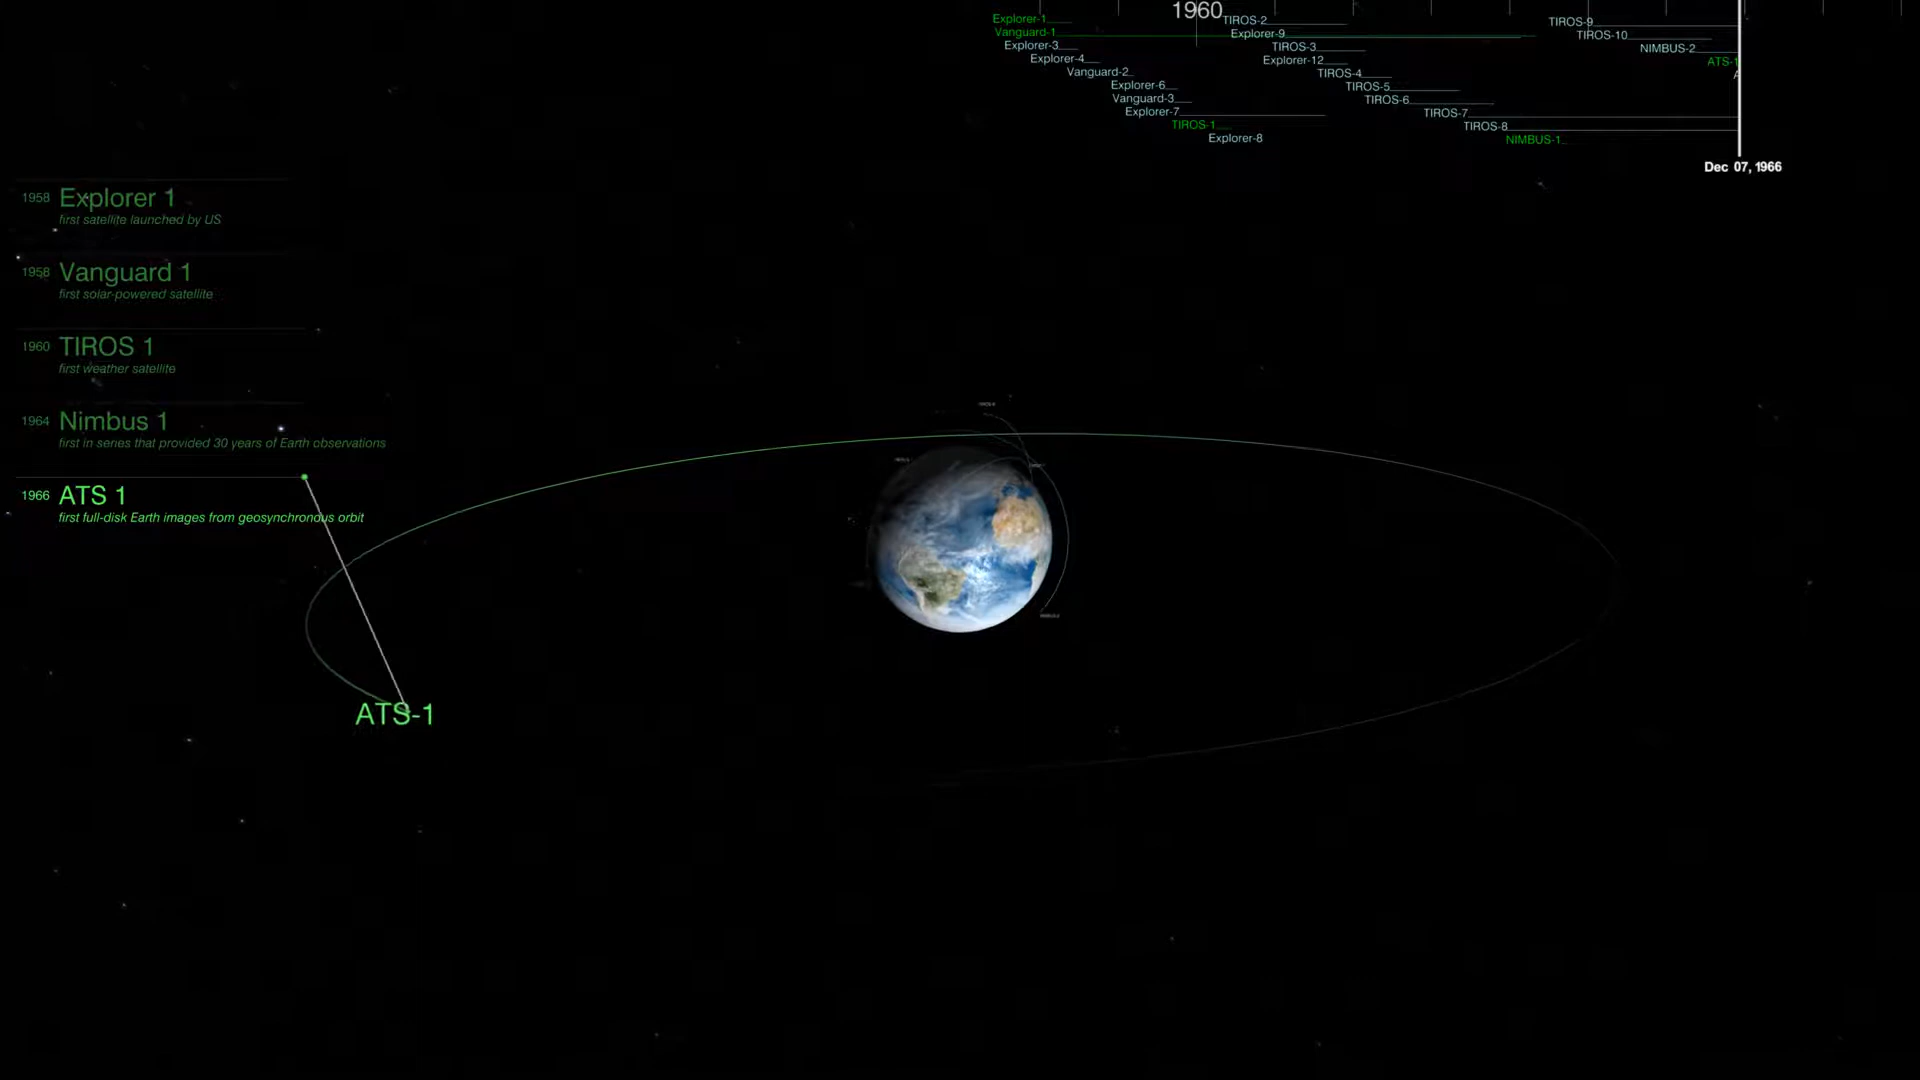 1960
Explorer-1
Vanguard-1
Explorer-3
Explorer-4
Vanguard-2
Explorer-6
Vanguard-3
Explorer-7
TIROS-1
Explorer-8
TIROS-2
Explorer-9
TIROS-3
Explorer-12
TIROS-4
TIROS-5
TIROS-6
TIROS-7
TIROS-8
NIMBUS-1
TIROS-9
TIROS-10
NIMBUS-2
ATS-1
A
Dec 07, 1966
1958 Explorer 1
first satellite launched by US
1958 Vanguard 1
first solar-powered satellite
1960 TIROS 1
first weather satellite
1964 Nimbus 1
first in series that provided 30 years of Earth observations
1966 ATS 1
first full-disk Earth images from geosynchronous orbit
ATS-1